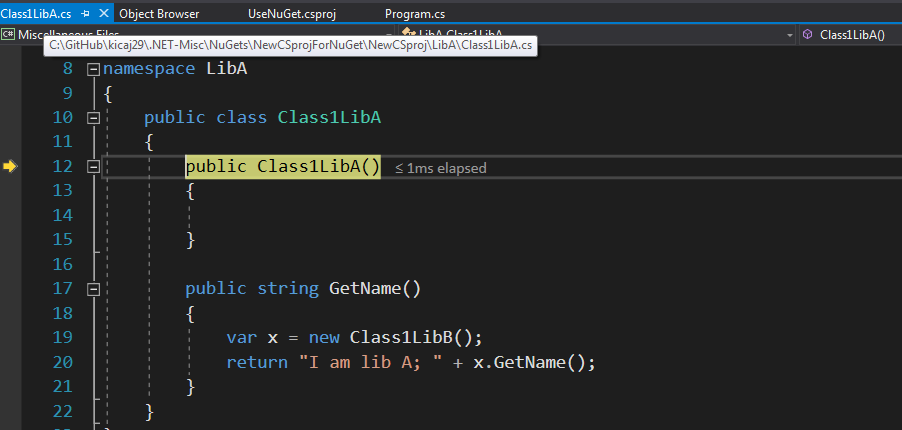 Class1LibA.cs Object Browser UseNuGet.csproj Program.cs
C# Miscellaneous Files LibA.Class1LibA Class1LibA()
C:\GitHub\kicaj29\.NET-Misc\NuGets\NewCSprojForNuGet\NewCSproj\LibA\Class1LibA.cs
8 namespace LibA
9 {
10 public class Class1LibA
11 {
12 public Class1LibA() ≤ 1ms elapsed
13 {
14
15 }
16
17 public string GetName()
18 {
19 var x = new Class1LibB();
20 return "I am lib A; " + x.GetName();
21 }
22 }